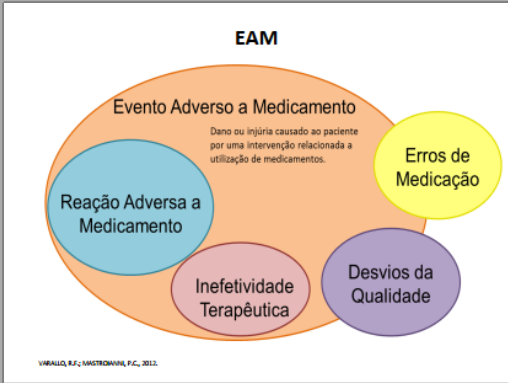 EAM
Evento Adverso a Medicamento
Dano ou injúria causado ao paciente
por uma intervenção relacionada a
utilização de medicamentos.
Erros de
Medicação
Reação Adversa a
Medicamento
Inefetividade
Terapêutica
Desvios da
Qualidade
VARALLO, R.F.; MASTROIANNI, P.C., 2012.